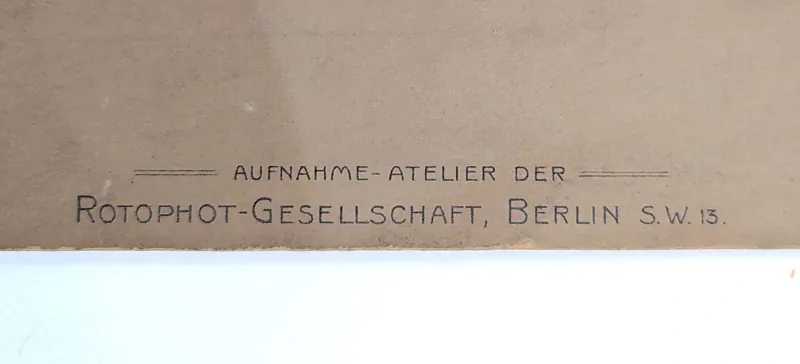 AUFNAHME-ATELIER DER
ROTOPHOT-GESELLSCHAFT, BERLIN S.W. 13.